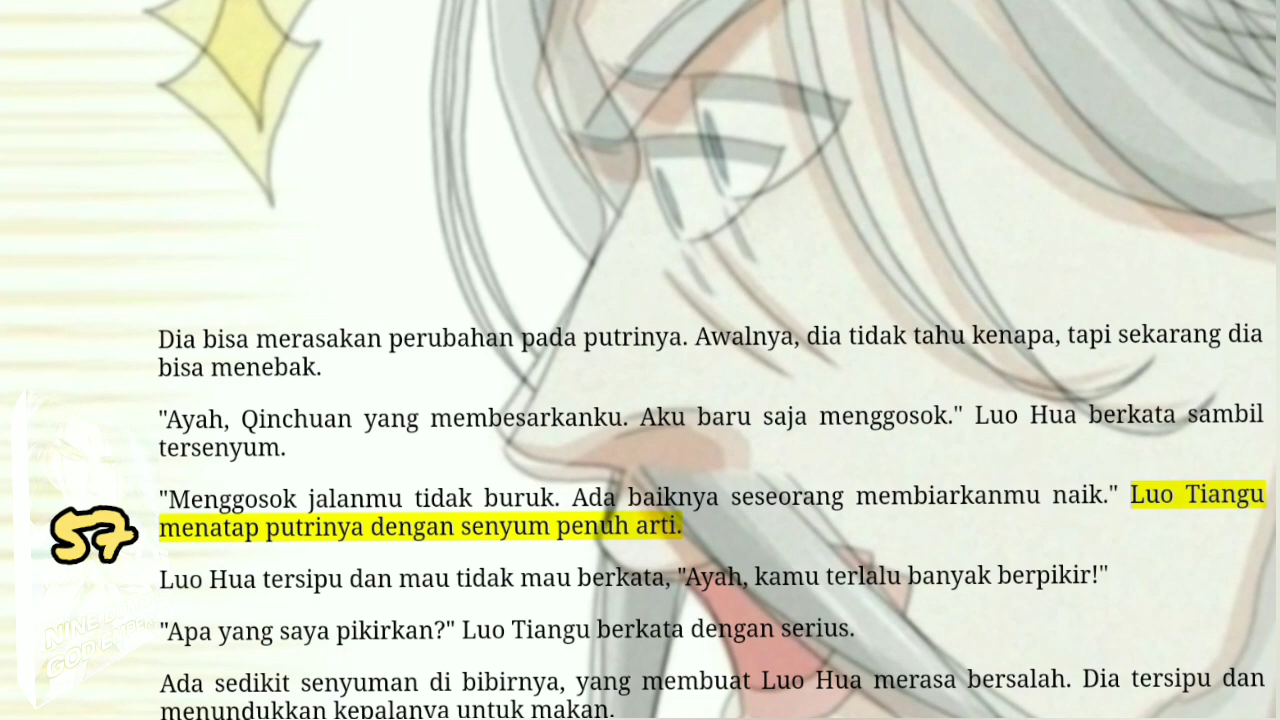 Dia bisa merasakan perubahan pada putrinya. Awalnya, dia tidak tahu kenapa, tapi sekarang dia
bisa menebak.
"Ayah, Qinchuan yang membesarkanku. Aku baru saja menggosok." Luo Hua berkata sambil
tersenyum.
"Menggosok jalanmu tidak buruk. Ada baiknya seseorang membiarkanmu naik." Luo Tiangu
menatap putrinya dengan senyum penuh arti.
57
Luo Hua tersipu dan mau tidak mau berkata, "Ayah, kamu terlalu banyak berpikir!"
"Apa yang saya pikirkan?" Luo Tiangu berkata dengan serius.
Ada sedikit senyuman di bibirnya, yang membuat Luo Hua merasa bersalah. Dia tersipu dan
menundukkan kepalanya untuk makan.